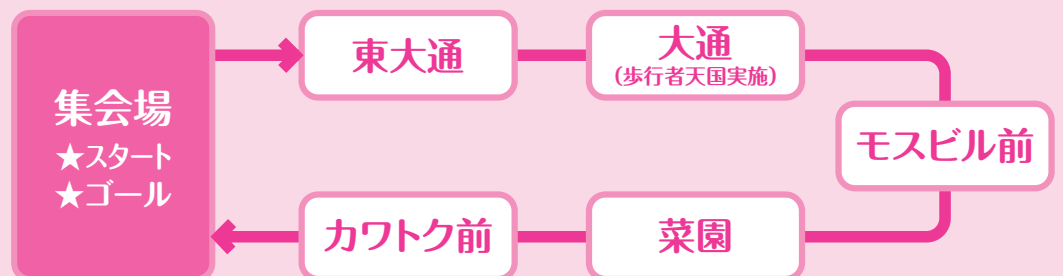 集会場
★スタート
★ゴール
東大通
大通
(歩行者天国実施)
モスビル前
菜園
カワトク前